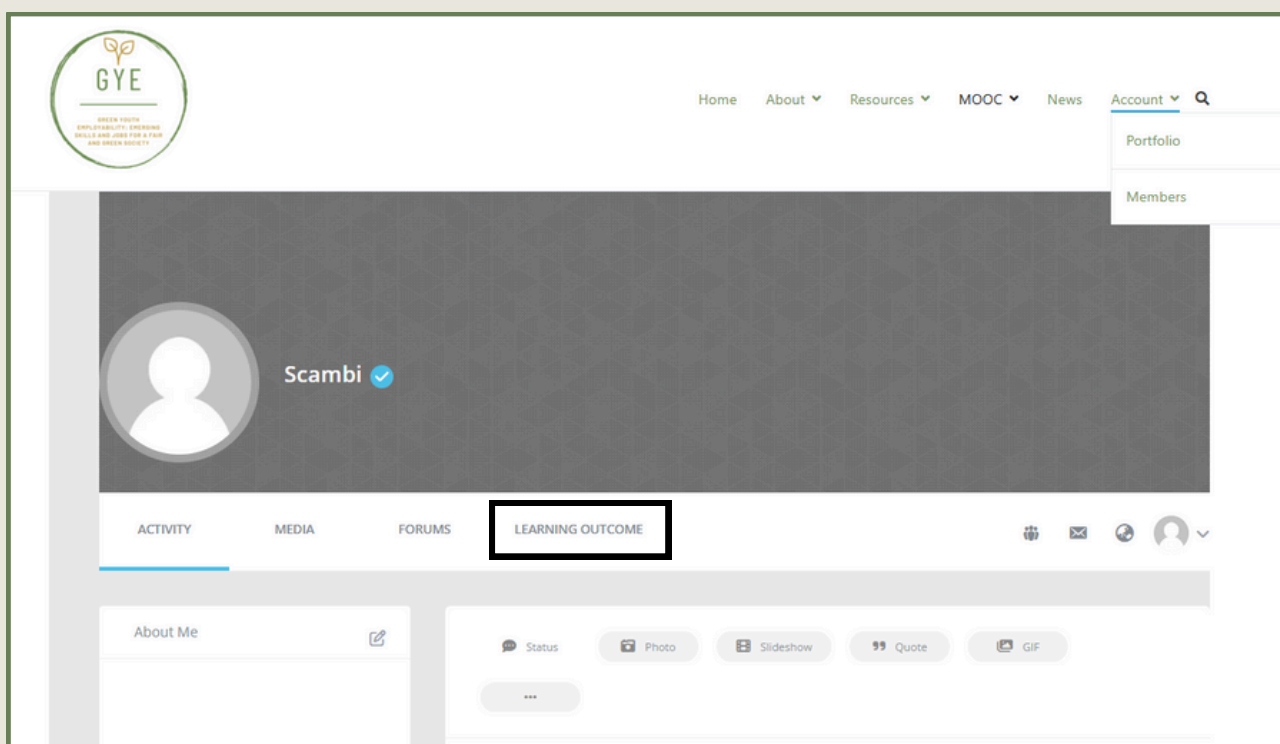 GYE
GREEN YOUTH
EMPLOYABILITY: EMERGING
SKILLS AND JOBS FOR A FAIR
AND GREEN SOCIETY
Home About Resources MOOC News Account
Portfolio
Members
Scambi
ACTIVITY MEDIA FORUMS LEARNING OUTCOME
About Me
Status Photo Slideshow Quote GIF